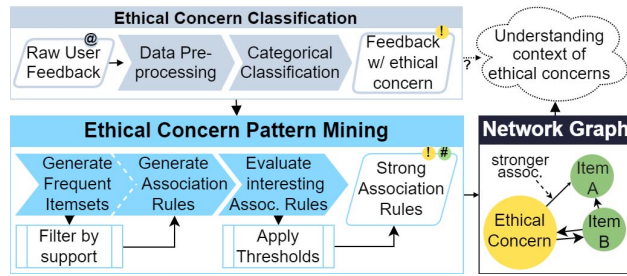 Ethical Concern Classification
@
Raw User
Feedback
Data Pre-
processing
Categorical
Classification
!
Feedback
w/ ethical
concern
?
Understanding
context of
ethical concerns
Ethical Concern Pattern Mining
Generate
Frequent
Itemsets
Generate
Association
Rules
Evaluate
interesting
Assoc. Rules
! #
Strong
Association
Rules
Filter by
support
Apply
Thresholds
Network Graph
stronger
assoc.
Item
A
Ethical
Concern
Item
B